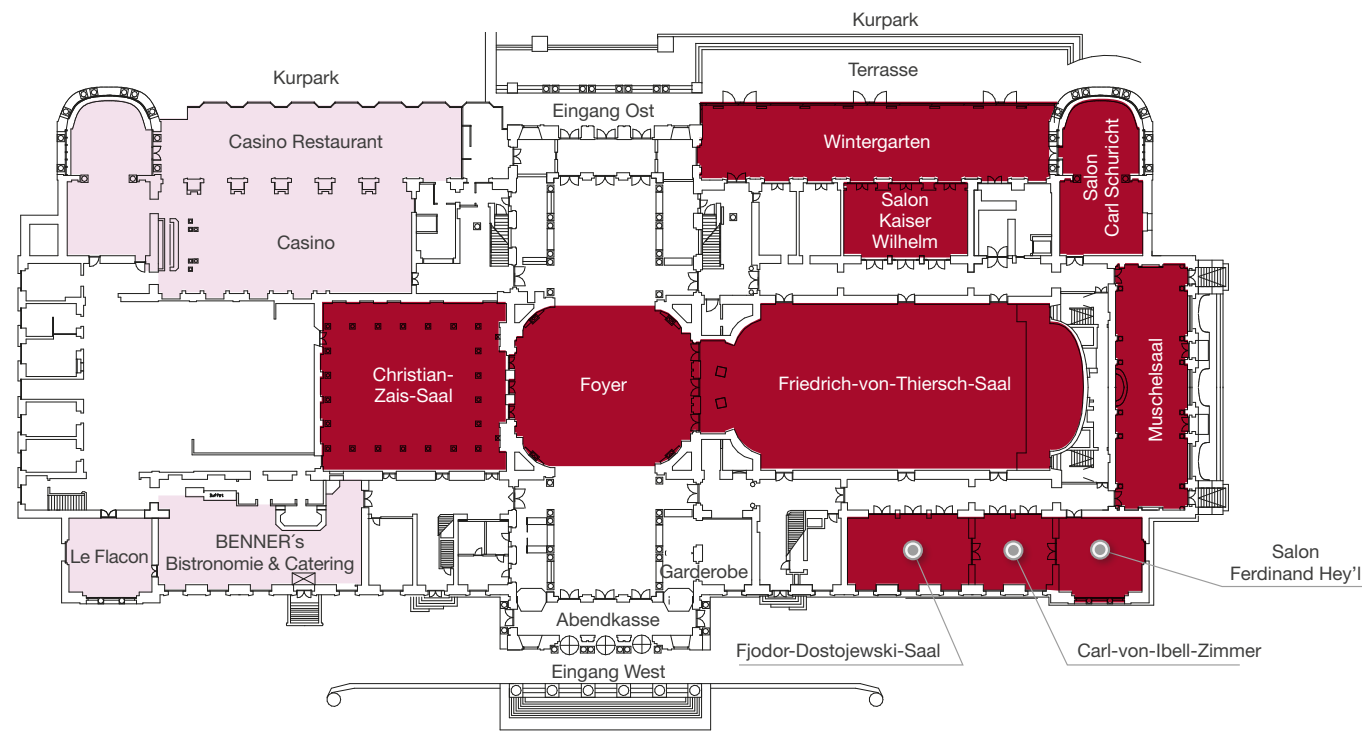 Kurpark
Kurpark
Terrasse
Eingang Ost
Casino Restaurant
Wintergarten
Salon
Carl Schuricht
Salon
Kaiser
Wilhelm
Casino
Christian-
Zais-Saal
Foyer
Friedrich-von-Thiersch-Saal
Muschelsaal
Buffet
BENNER´s
Bistronomie & Catering
Le Flacon
Garderobe
i
Salon
Ferdinand Hey'l
Abendkasse
Fjodor-Dostojewski-Saal
Carl-von-Ibell-Zimmer
Eingang West